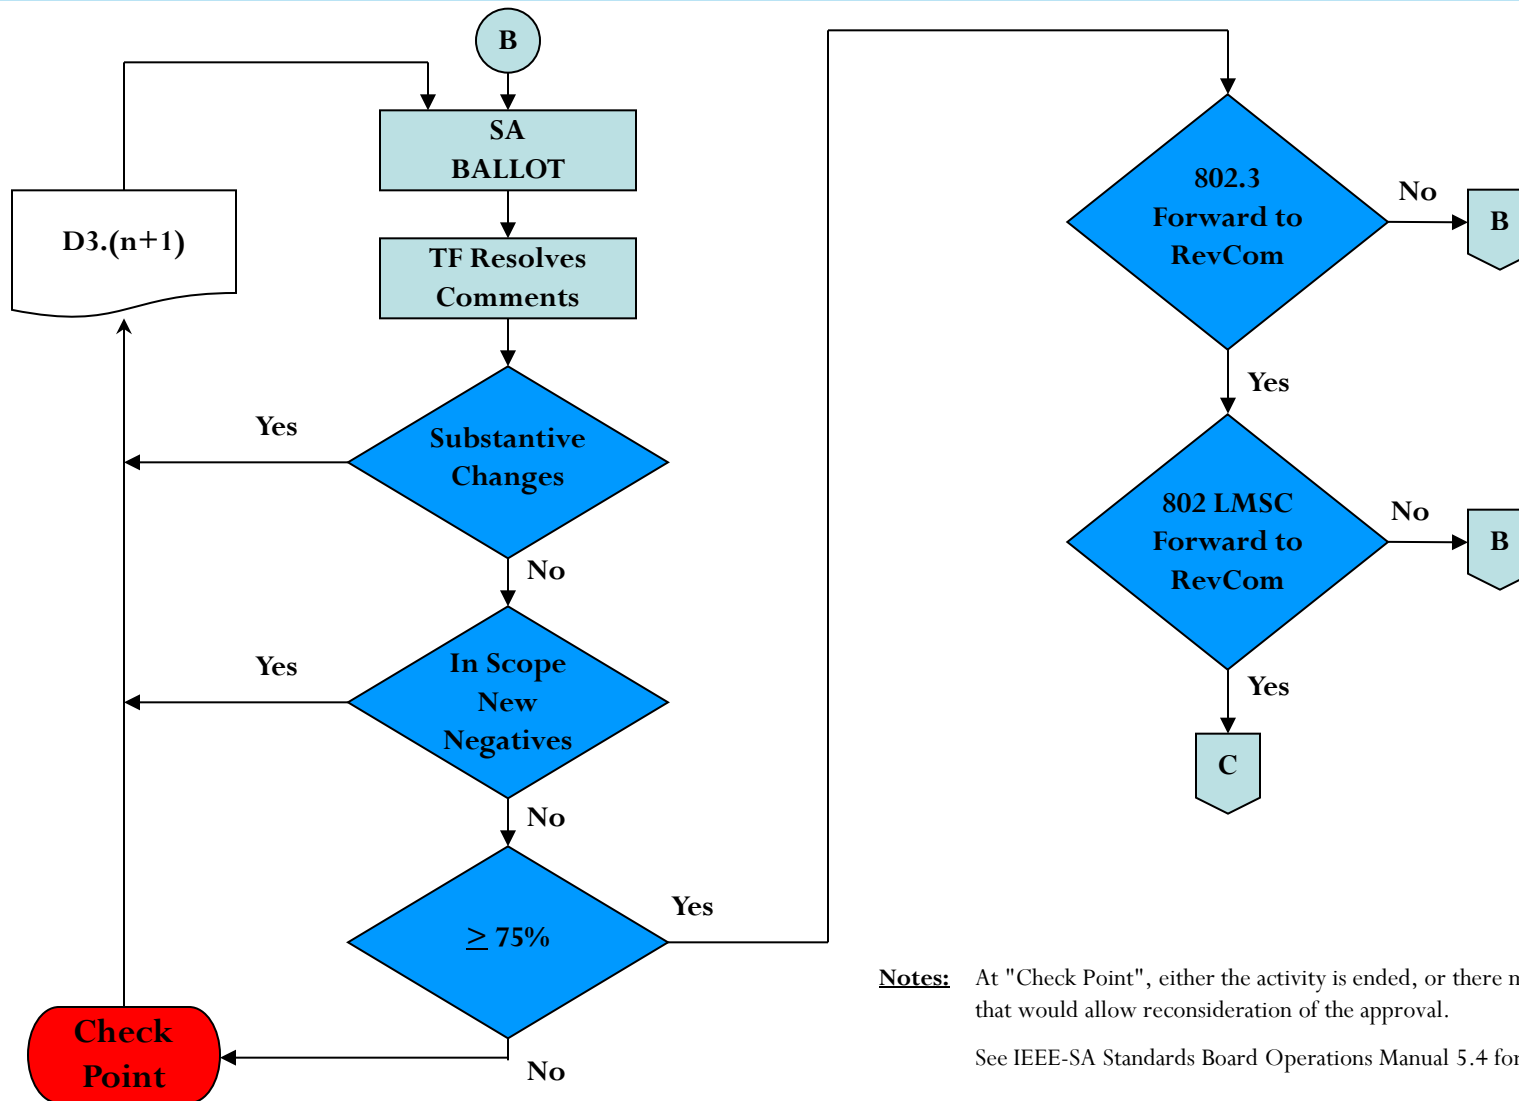 B
SA
BALLOT
D3.(n+1)
TF Resolves
Comments
Yes
Substantive
Changes
No
Yes
In Scope
New
Negatives
No
≥ 75%
Yes
No
Check
Point
802.3
Forward to
RevCom
No
B
Yes
802 LMSC
Forward to
RevCom
No
B
Yes
C
Notes: At "Check Point", either the activity is ended, or there
that would allow reconsideration of the approval.
See IEEE-SA Standards Board Operations Manual 5.4 for